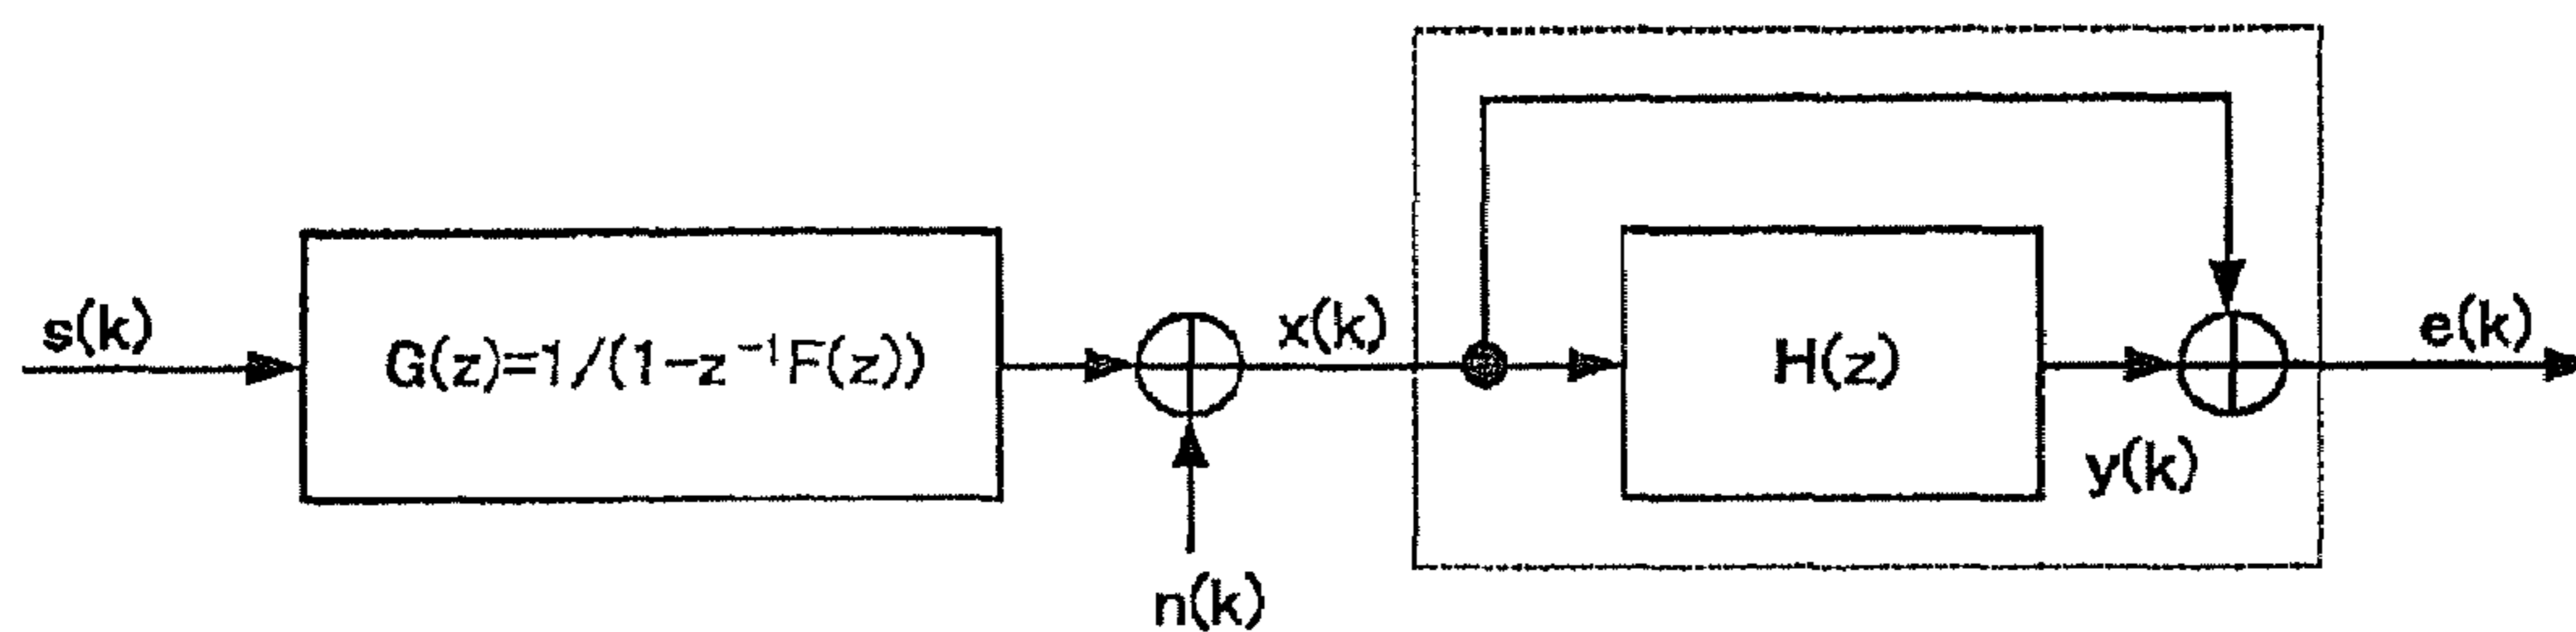 s(k)
G(z)=1/(1-z⁻¹F(z))
x(k)
n(k)
H(z)
y(k)
e(k)